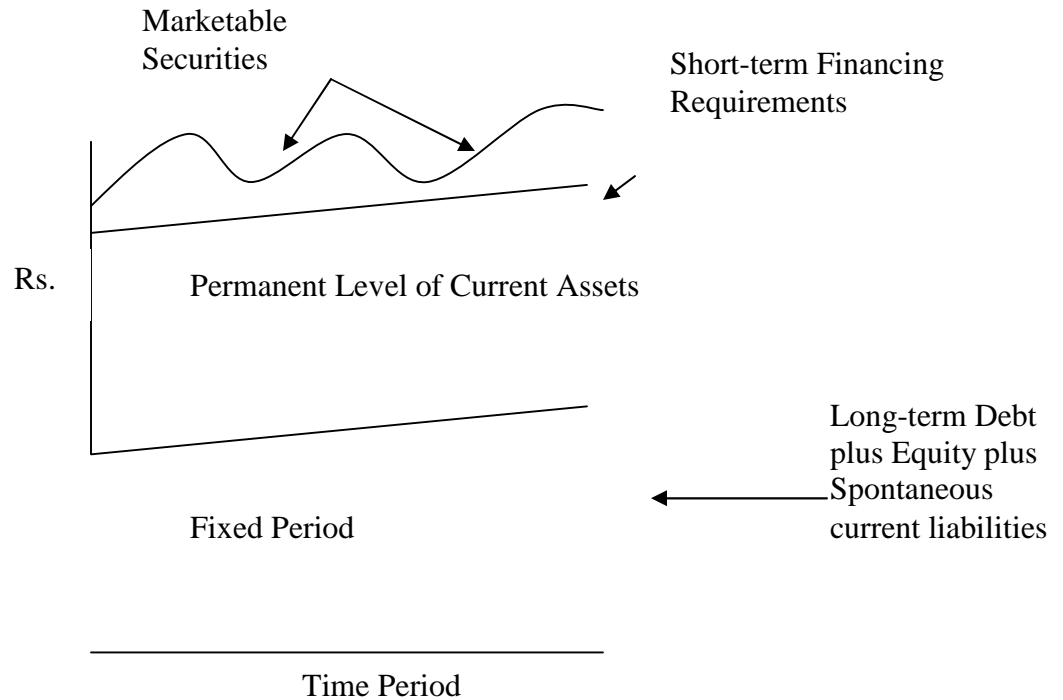 Marketable
Securities
Short-term Financing
Requirements
Rs.
Permanent Level of Current Assets
Long-term Debt
plus Equity plus
Spontaneous
current liabilities
Fixed Period
Time Period